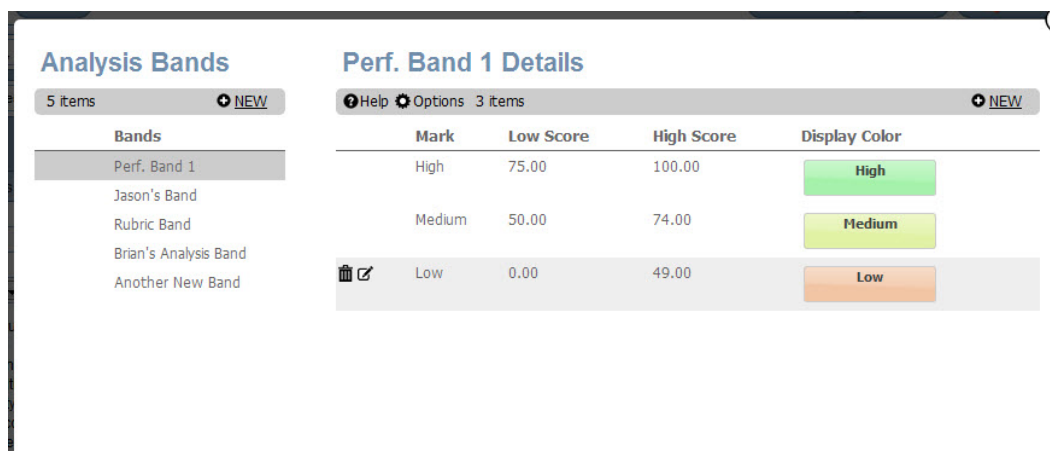 Analysis Bands
5 items NEW
Bands
Perf. Band 1
Jason's Band
Rubric Band
Brian's Analysis Band
Another New Band
Perf. Band 1 Details
Help Options 3 items NEW
Mark Low Score High Score Display Color
High 75.00 100.00 High
Medium 50.00 74.00 Medium
Low 0.00 49.00 Low